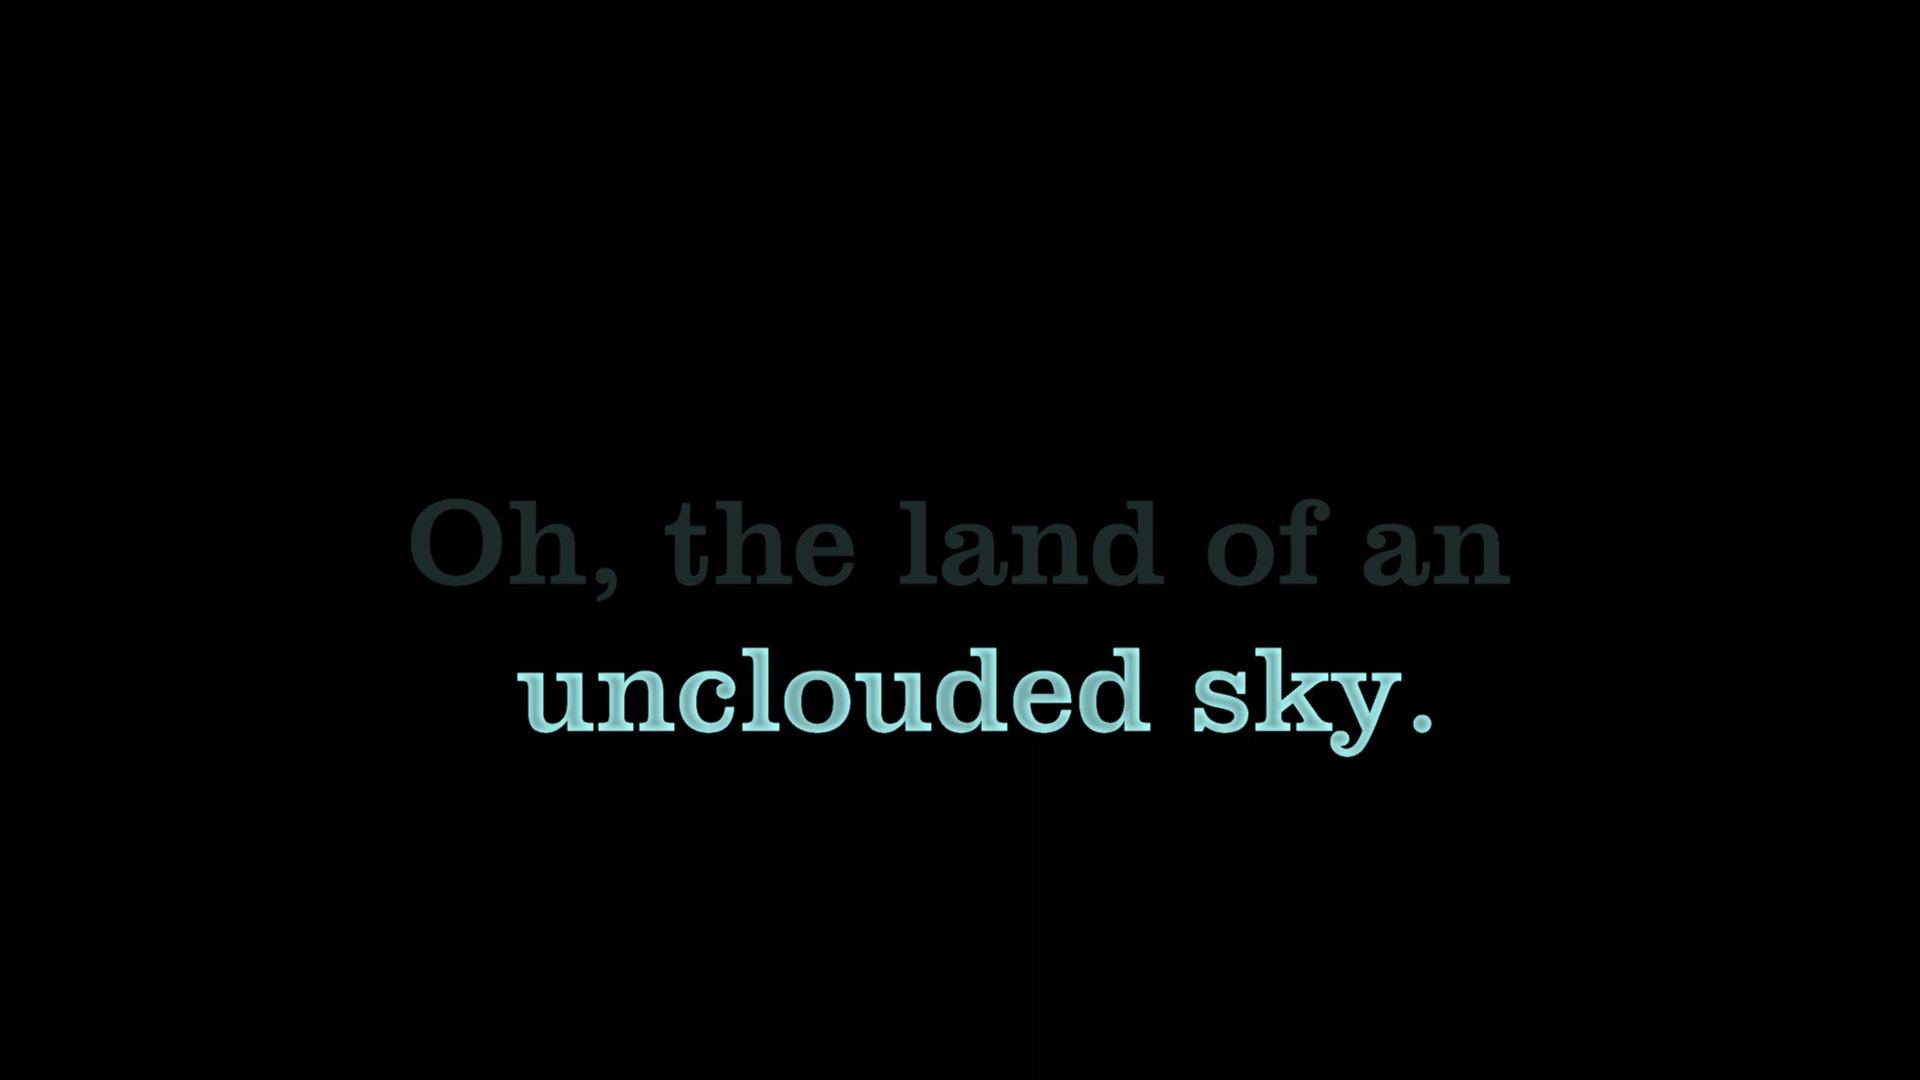 Oh, the land of an
unclouded sky.